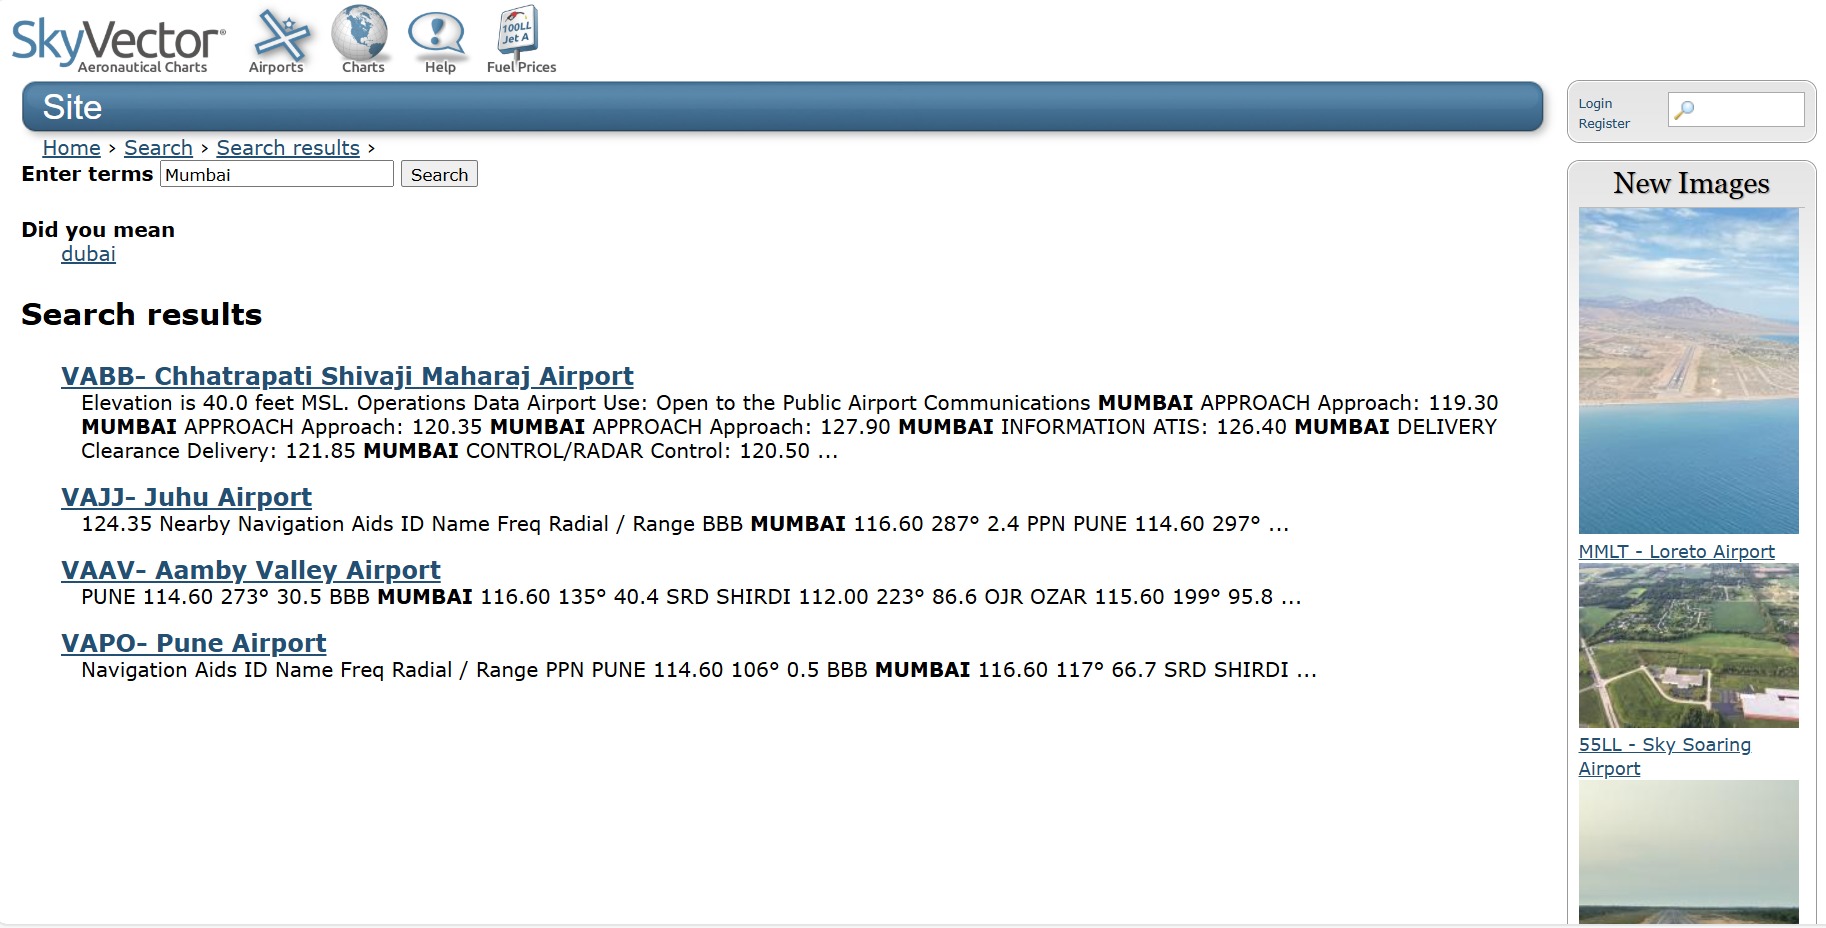 SkyVector®
Aeronautical Charts
Airports
Charts
Help
100LL
Jet A
Fuel Prices
Site
Home › Search › Search results ›
Enter terms Mumbai Search
Did you mean
dubai
Search results
VABB- Chhatrapati Shivaji Maharaj Airport
Elevation is 40.0 feet MSL. Operations Data Airport Use: Open to the Public Airport Communications MUMBAI APPROACH Approach: 119.30
MUMBAI APPROACH Approach: 120.35 MUMBAI APPROACH Approach: 127.90 MUMBAI INFORMATION ATIS: 126.40 MUMBAI DELIVERY
Clearance Delivery: 121.85 MUMBAI CONTROL/RADAR Control: 120.50 ...
VAJJ- Juhu Airport
124.35 Nearby Navigation Aids ID Name Freq Radial / Range BBB MUMBAI 116.60 287° 2.4 PPN PUNE 114.60 297° ...
VAAV- Aamby Valley Airport
PUNE 114.60 273° 30.5 BBB MUMBAI 116.60 135° 40.4 SRD SHIRDI 112.00 223° 86.6 OJR OZAR 115.60 199° 95.8 ...
VAPO- Pune Airport
Navigation Aids ID Name Freq Radial / Range PPN PUNE 114.60 106° 0.5 BBB MUMBAI 116.60 117° 66.7 SRD SHIRDI ...
Login
Register
New Images
MMLT - Loreto Airport
55LL - Sky Soaring
Airport